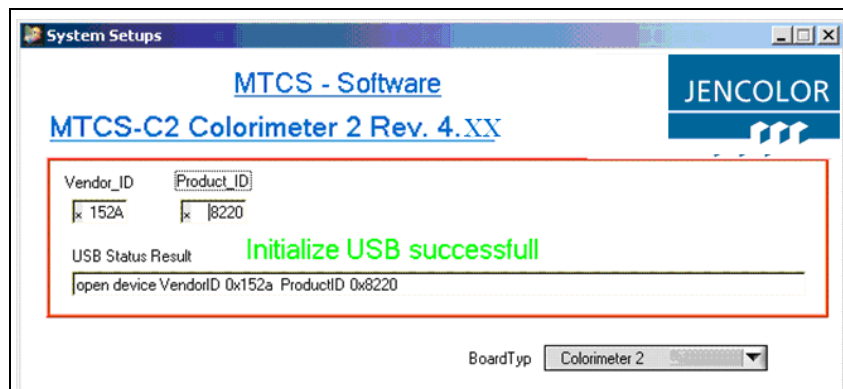 System Setups
MTCS - Software
JENCOLOR
MTCS-C2 Colorimeter 2 Rev. 4.XX
Vendor_ID Product_ID
x 152A x 8220
USB Status Result Initialize USB successfull
open device VendorID 0x152a ProductID 0x8220
BoardTyp Colorimeter 2